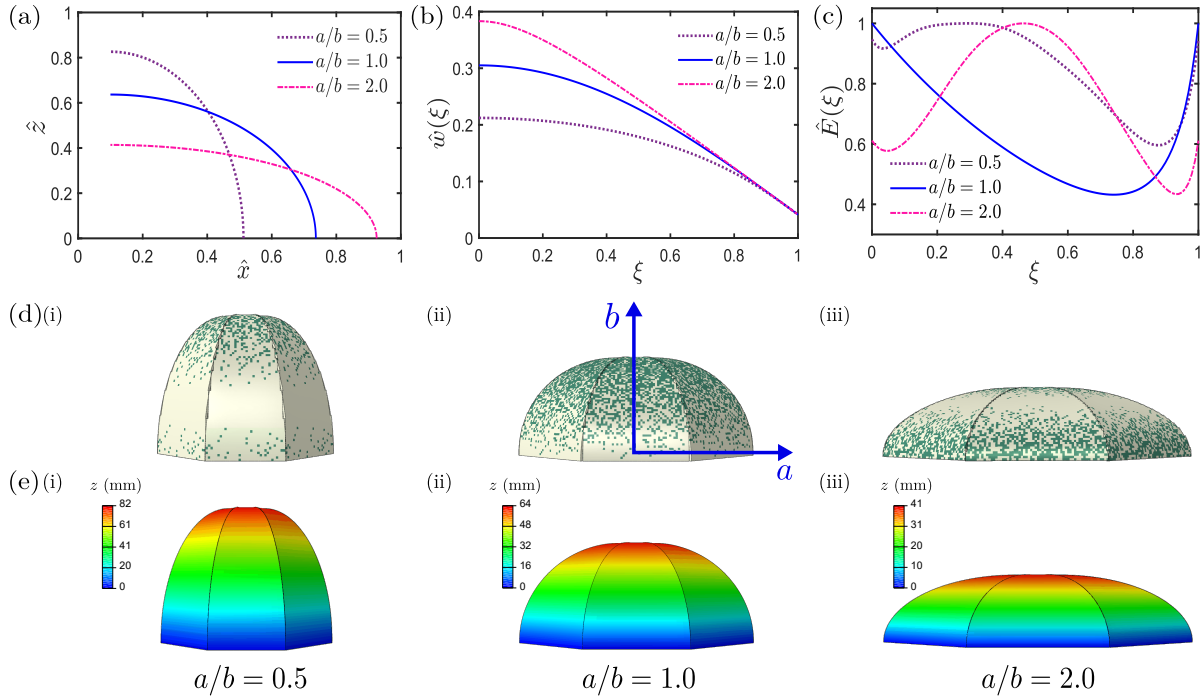 (a)
ẑ
1
0.8
0.6
0.4
0.2
0
0 0.2 0.4 0.6 0.8 1
x̂
a/b = 0.5
a/b = 1.0
a/b = 2.0
(b)
ŵ(ξ)
0.4
0.3
0.2
0.1
0
0 0.2 0.4 0.6 0.8 1
ξ
a/b = 0.5
a/b = 1.0
a/b = 2.0
(c)
Ê(ξ)
1
0.8
0.6
0.4
0 0.2 0.4 0.6 0.8 1
ξ
a/b = 0.5
a/b = 1.0
a/b = 2.0
(d)(i)
(ii)
b
a
(iii)
(e)(i)
z (mm)
82
61
41
20
0
(ii)
z (mm)
64
48
32
16
0
(iii)
z (mm)
41
31
20
10
0
a/b = 0.5
a/b = 1.0
a/b = 2.0